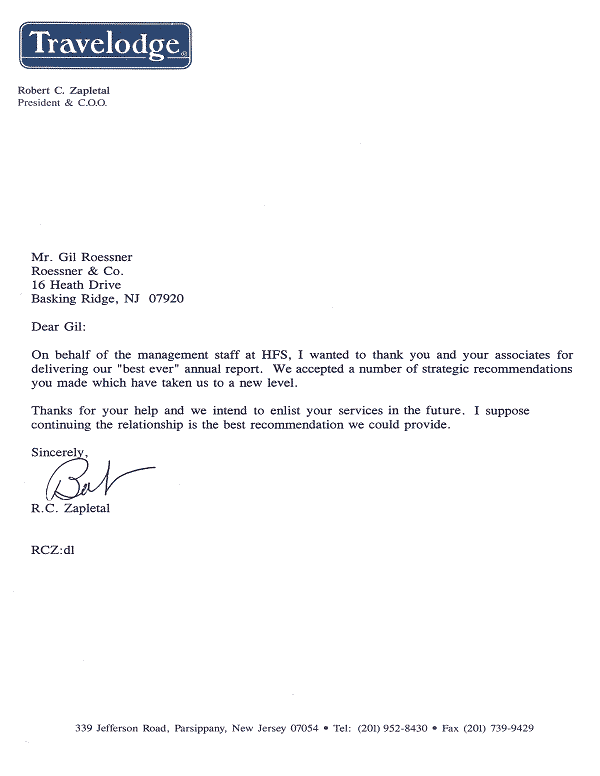 Travelodge®
Robert C. Zapletal
President & C.O.O.
Mr. Gil Roessner
Roessner & Co.
16 Heath Drive
Basking Ridge, NJ 07920
Dear Gil:
On behalf of the management staff at HFS, I wanted to thank you and your associates for
delivering our "best ever" annual report. We accepted a number of strategic recommendations
you made which have taken us to a new level.
Thanks for your help and we intend to enlist your services in the future. I suppose
continuing the relationship is the best recommendation we could provide.
Sincerely,
Bob
R.C. Zapletal
RCZ:dl
339 Jefferson Road, Parsippany, New Jersey 07054 • Tel: (201) 952-8430 • Fax (201) 739-9429